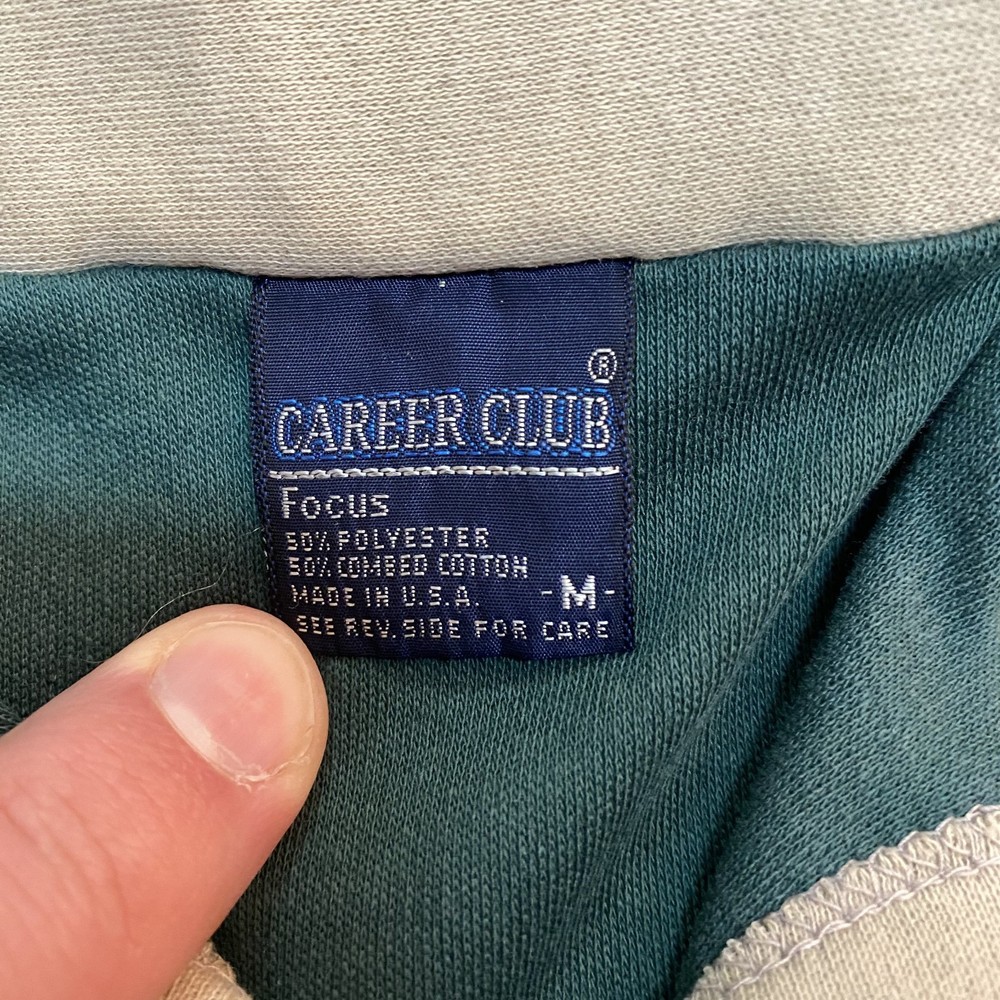 ®
CAREER CLUB
Focus
50% POLYESTER
50% COMBED COTTON
MADE IN U.S.A. -M-
SEE REV. SIDE FOR CARE